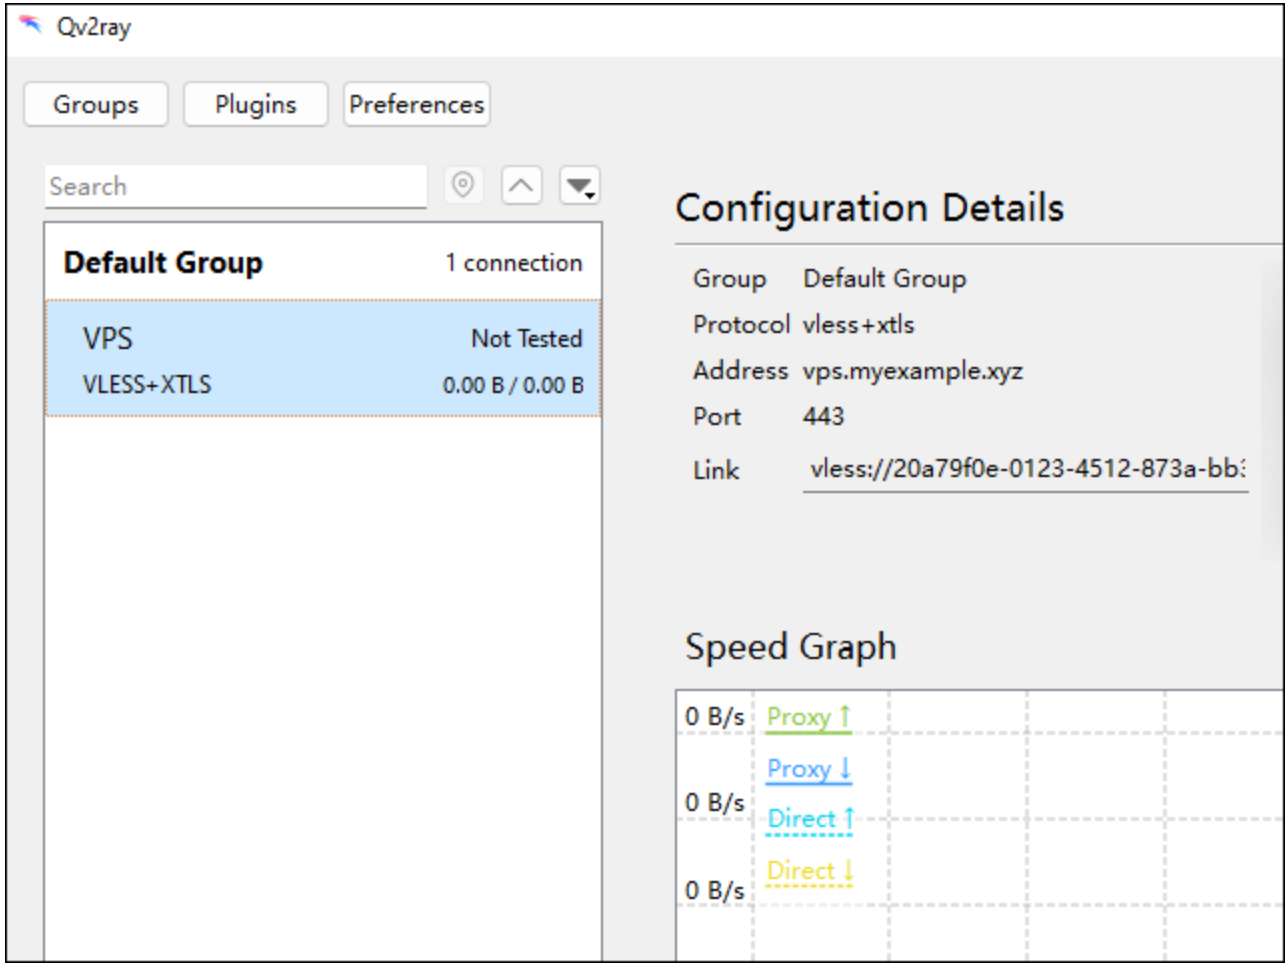 Qv2ray
Groups
Plugins
Preferences
Search
Default Group 1 connection
VPS Not Tested
VLESS+XTLS 0.00 B / 0.00 B
Configuration Details
Group Default Group
Protocol vless+xtls
Address vps.myexample.xyz
Port 443
Link vless://20a79f0e-0123-4512-873a-bb
Speed Graph
0 B/s Proxy ↑
Proxy ↓
0 B/s
Direct ↑
Direct ↓
0 B/s